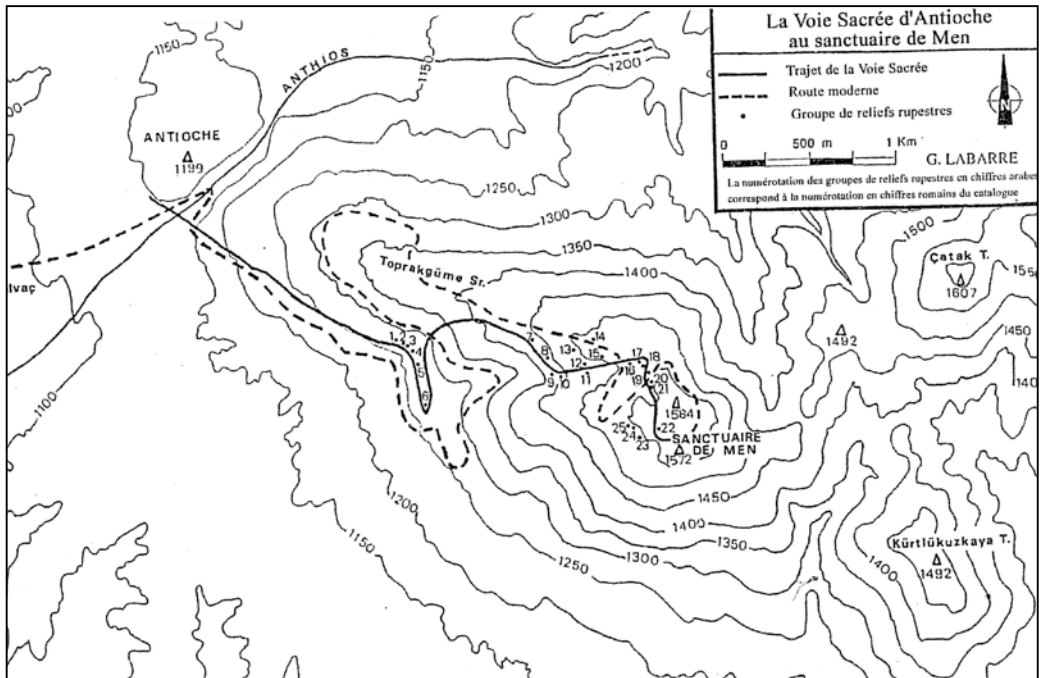 La Voie Sacrée d'Antioche
au sanctuaire de Men
Trajet de la Voie Sacrée
Route moderne
Groupe de reliefs rupestres
N
0 500 m 1 Km
G. LABARRE
La numérotation des groupes de reliefs rupestres en chiffres arabes
correspond à la numérotation en chiffres romains du catalogue
1150
ANTHIOS
1150
1200
ANTIOCHE
1199
1250
1300
1350
1400
1500
Çatak T.
1607
1550
lvaç
Toprakgüme Sr.
1492
1450
1 2 3
4
5
6
7
8
9
10
11
12
13
14
15
16
17
18
19
20
21
1584
22
25
24
23
SANCTUAIRE
DE MEN
1572
1100
1200
1150
1250
1300
1350
1400
1450
Kürtlükuzkaya T.
1400
1492